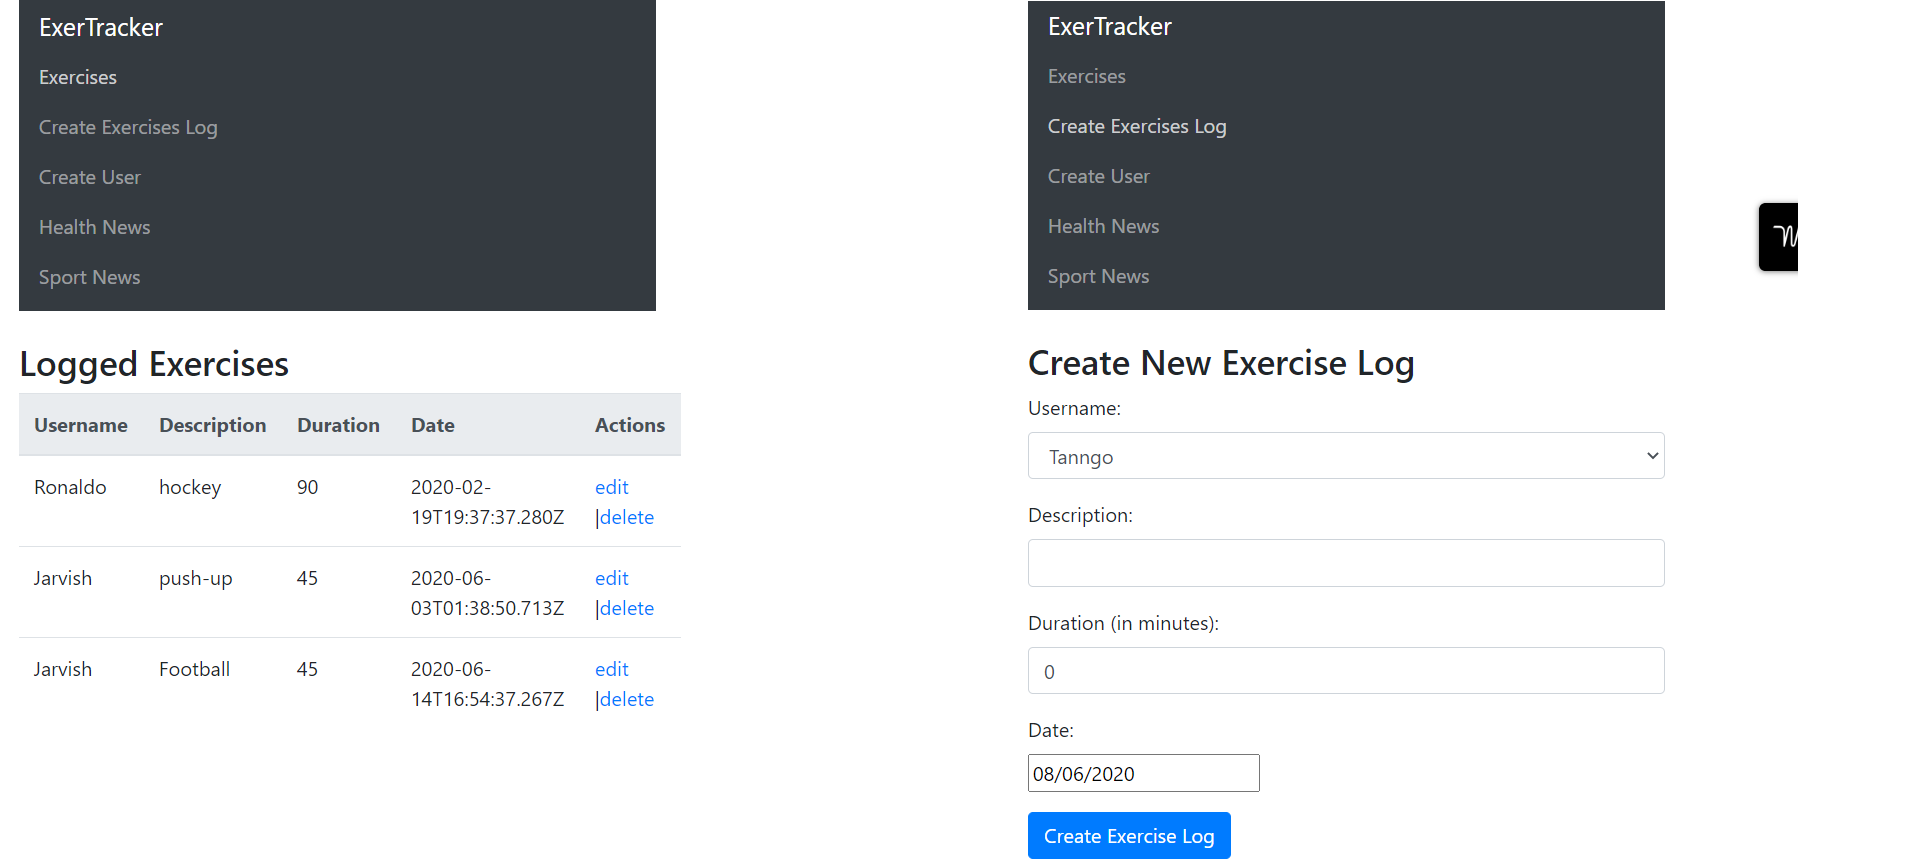 ExerTracker
Exercises
Create Exercises Log
Create User
Health News
Sport News
Logged Exercises
Username Description Duration Date Actions
Ronaldo hockey 90 2020-02- edit
19T19:37:37.280Z |delete
Jarvish push-up 45 2020-06- edit
03T01:38:50.713Z |delete
Jarvish Football 45 2020-06- edit
14T16:54:37.267Z |delete
ExerTracker
Exercises
Create Exercises Log
Create User
Health News
Sport News
Create New Exercise Log
Username:
Tanngo
Description:
Duration (in minutes):
0
Date:
08/06/2020
Create Exercise Log